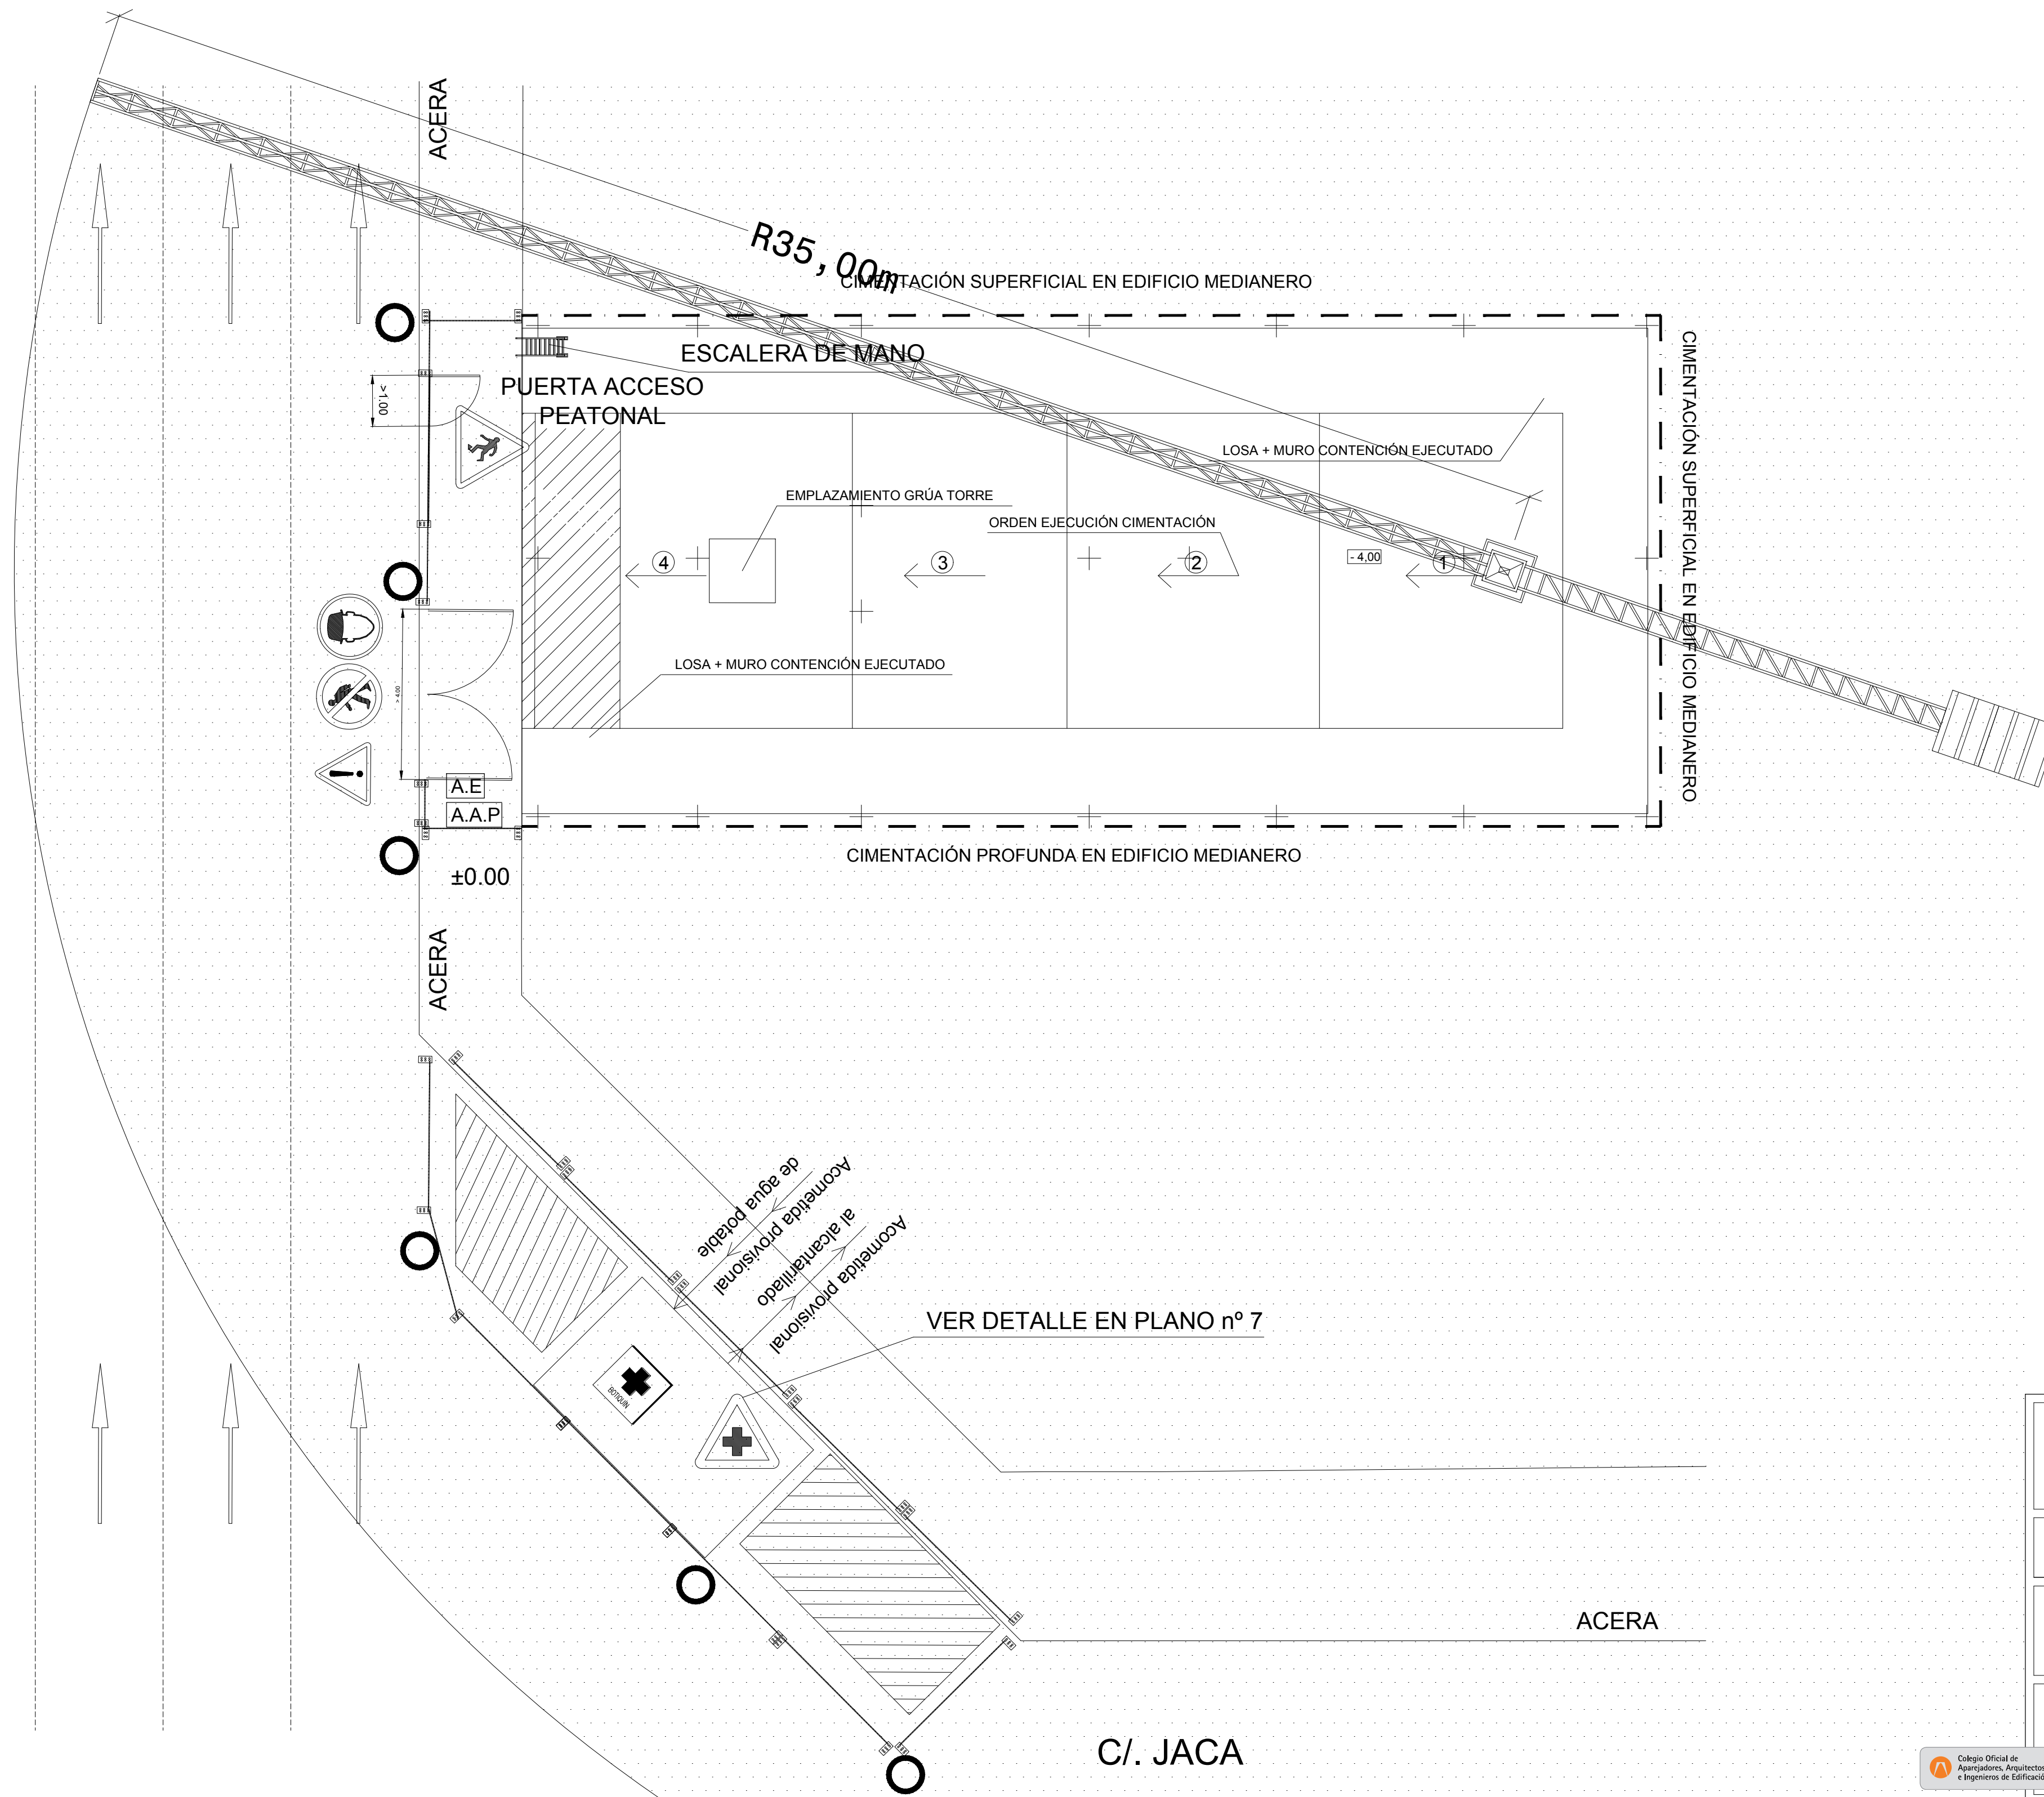 ACERA
R35,00m
CIMENTACIÓN SUPERFICIAL EN EDIFICIO MEDIANERO
ESCALERA DE MANO
CIMENTACIÓN SUPERFICIAL EN EDIFICIO MEDIANERO
>1.00
PUERTA ACCESO
PEATONAL
LOSA + MURO CONTENCIÓN EJECUTADO
EMPLAZAMIENTO GRÚA TORRE
ORDEN EJECUCIÓN CIMENTACIÓN
4
3
2
- 4,00
1
LOSA + MURO CONTENCIÓN EJECUTADO
> 4.00
A.E
A.A.P
CIMENTACIÓN PROFUNDA EN EDIFICIO MEDIANERO
±0.00
ACERA
Acometida provisional
de agua potable
Acometida provisional
al alcantarillado
VER DETALLE EN PLANO nº 7
BOTIQUÍN
ACERA
C/. JACA
Colegio Oficial de
Aparejadores, Arquitectos
e Ingenieros de Edificació